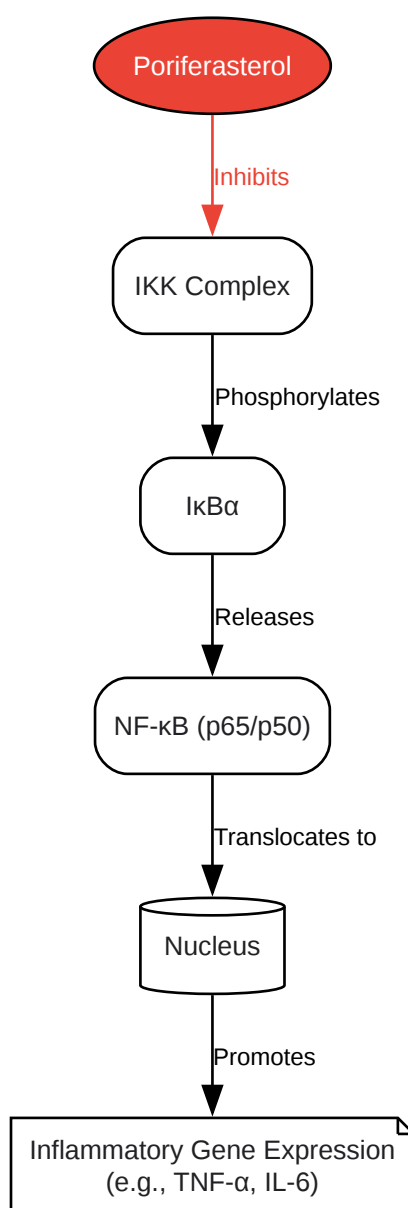 Poriferasterol
Inhibits
IKK Complex
Phosphorylates
IκBα
Releases
NF-κB (p65/p50)
Translocates to
Nucleus
Promotes
Inflammatory Gene Expression
(e.g., TNF-α, IL-6)